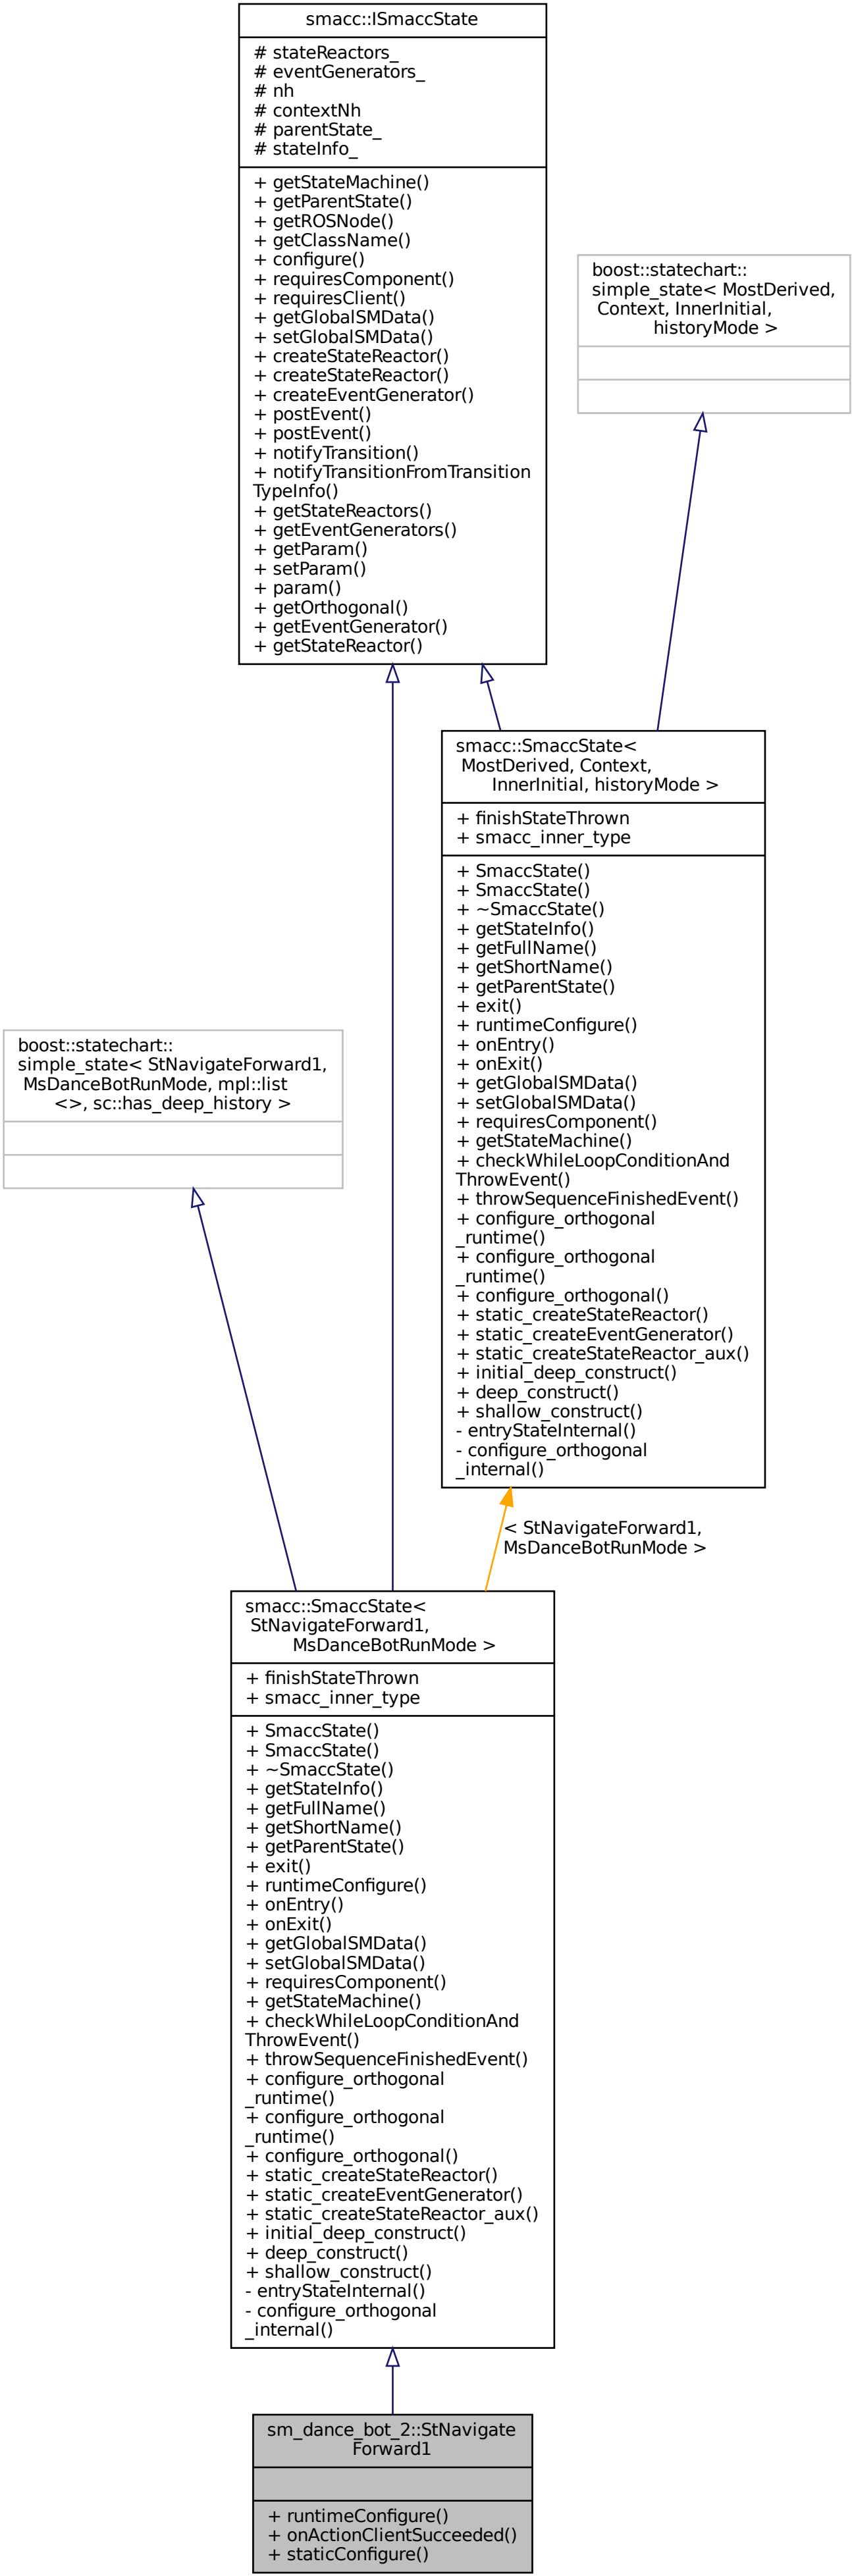 smacc::ISmaccState
# stateReactors_
# eventGenerators_
# nh
# contextNh
# parentState_
# stateInfo_
+ getStateMachine()
+ getParentState()
+ getROSNode()
+ getClassName()
+ configure()
+ requiresComponent()
+ requiresClient()
+ getGlobalSMData()
+ setGlobalSMData()
+ createStateReactor()
+ createStateReactor()
+ createEventGenerator()
+ postEvent()
+ postEvent()
+ notifyTransition()
+ notifyTransitionFromTransition
TypeInfo()
+ getStateReactors()
+ getEventGenerators()
+ getParam()
+ setParam()
+ param()
+ getOrthogonal()
+ getEventGenerator()
+ getStateReactor()
boost::statechart::
simple_state< MostDerived,
Context, InnerInitial,
historyMode >
smacc::SmaccState<
MostDerived, Context,
InnerInitial, historyMode >
+ finishStateThrown
+ smacc_inner_type
+ SmaccState()
+ SmaccState()
+ ~SmaccState()
+ getStateInfo()
+ getFullName()
+ getShortName()
+ getParentState()
+ exit()
+ runtimeConfigure()
+ onEntry()
+ onExit()
+ getGlobalSMData()
+ setGlobalSMData()
+ requiresComponent()
+ getStateMachine()
+ checkWhileLoopConditionAnd
ThrowEvent()
+ throwSequenceFinishedEvent()
+ configure_orthogonal
_runtime()
+ configure_orthogonal
_runtime()
+ configure_orthogonal()
+ static_createStateReactor()
+ static_createEventGenerator()
+ static_createStateReactor_aux()
+ initial_deep_construct()
+ deep_construct()
+ shallow_construct()
- entryStateInternal()
- configure_orthogonal
_internal()
boost::statechart::
simple_state< StNavigateForward1,
MsDanceBotRunMode, mpl::list
<>, sc::has_deep_history >
< StNavigateForward1,
MsDanceBotRunMode >
smacc::SmaccState<
StNavigateForward1,
MsDanceBotRunMode >
+ finishStateThrown
+ smacc_inner_type
+ SmaccState()
+ SmaccState()
+ ~SmaccState()
+ getStateInfo()
+ getFullName()
+ getShortName()
+ getParentState()
+ exit()
+ runtimeConfigure()
+ onEntry()
+ onExit()
+ getGlobalSMData()
+ setGlobalSMData()
+ requiresComponent()
+ getStateMachine()
+ checkWhileLoopConditionAnd
ThrowEvent()
+ throwSequenceFinishedEvent()
+ configure_orthogonal
_runtime()
+ configure_orthogonal
_runtime()
+ configure_orthogonal()
+ static_createStateReactor()
+ static_createEventGenerator()
+ static_createStateReactor_aux()
+ initial_deep_construct()
+ deep_construct()
+ shallow_construct()
- entryStateInternal()
- configure_orthogonal
_internal()
sm_dance_bot_2::StNavigate
Forward1
+ runtimeConfigure()
+ onActionClientSucceeded()
+ staticConfigure()